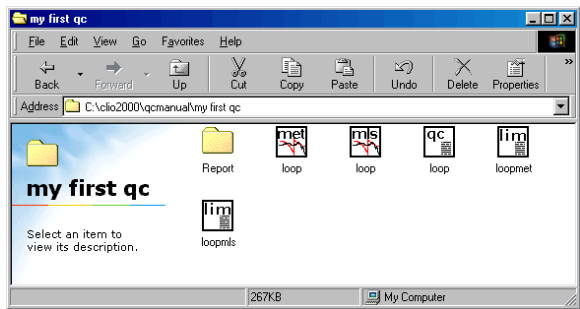 my first qc
File Edit View Go Favorites Help
Back Forward Up Cut Copy Paste Undo Delete Properties »
Address C:\clio2000\qcmanual\my first qc
my first qc
Select an item to
view its description.
Report
met
loop
mls
loop
qc
loop
lim
loopmet
lim
loopmls
267KB My Computer